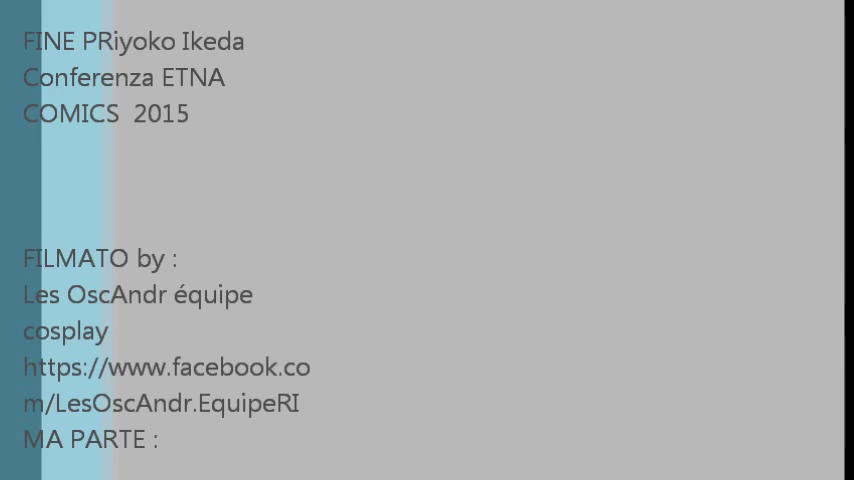 FINE PRiyoko Ikeda
Conferenza ETNA
COMICS  2015
FILMATO by :
Les OscAndr équipe
cosplay
https://www.facebook.co
m/LesOscAndr.EquipeRI
MA PARTE :